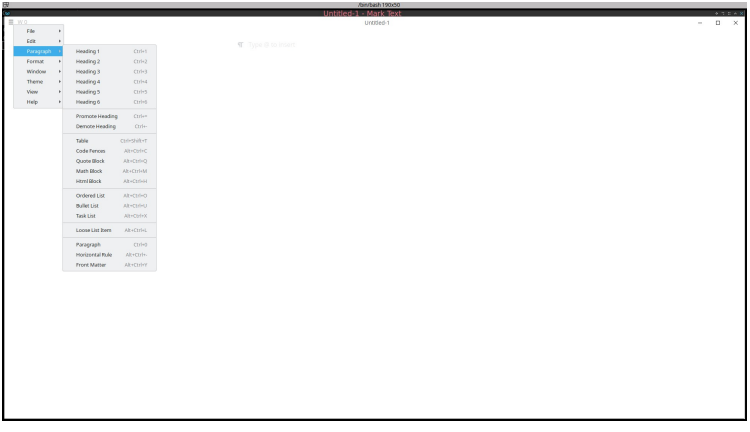 /bin/bash 190x50
Untitled-1 - Mark Text
W 0
Untitled-1
File
Edit
Paragraph
Format
Window
Theme
View
Help
Heading 1 Ctrl+1
Heading 2 Ctrl+2
Heading 3 Ctrl+3
Heading 4 Ctrl+4
Heading 5 Ctrl+5
Heading 6 Ctrl+6
Promote Heading Ctrl+=
Demote Heading Ctrl+-
Table Ctrl+Shift+T
Code Fences Alt+Ctrl+C
Quote Block Alt+Ctrl+Q
Math Block Alt+Ctrl+M
Html Block Alt+Ctrl+H
Ordered List Alt+Ctrl+O
Bullet List Alt+Ctrl+U
Task List Alt+Ctrl+X
Loose List Item Alt+Ctrl+L
Paragraph Ctrl+0
Horizontal Rule Alt+Ctrl+-
Front Matter Alt+Ctrl+Y
Type @ to insert